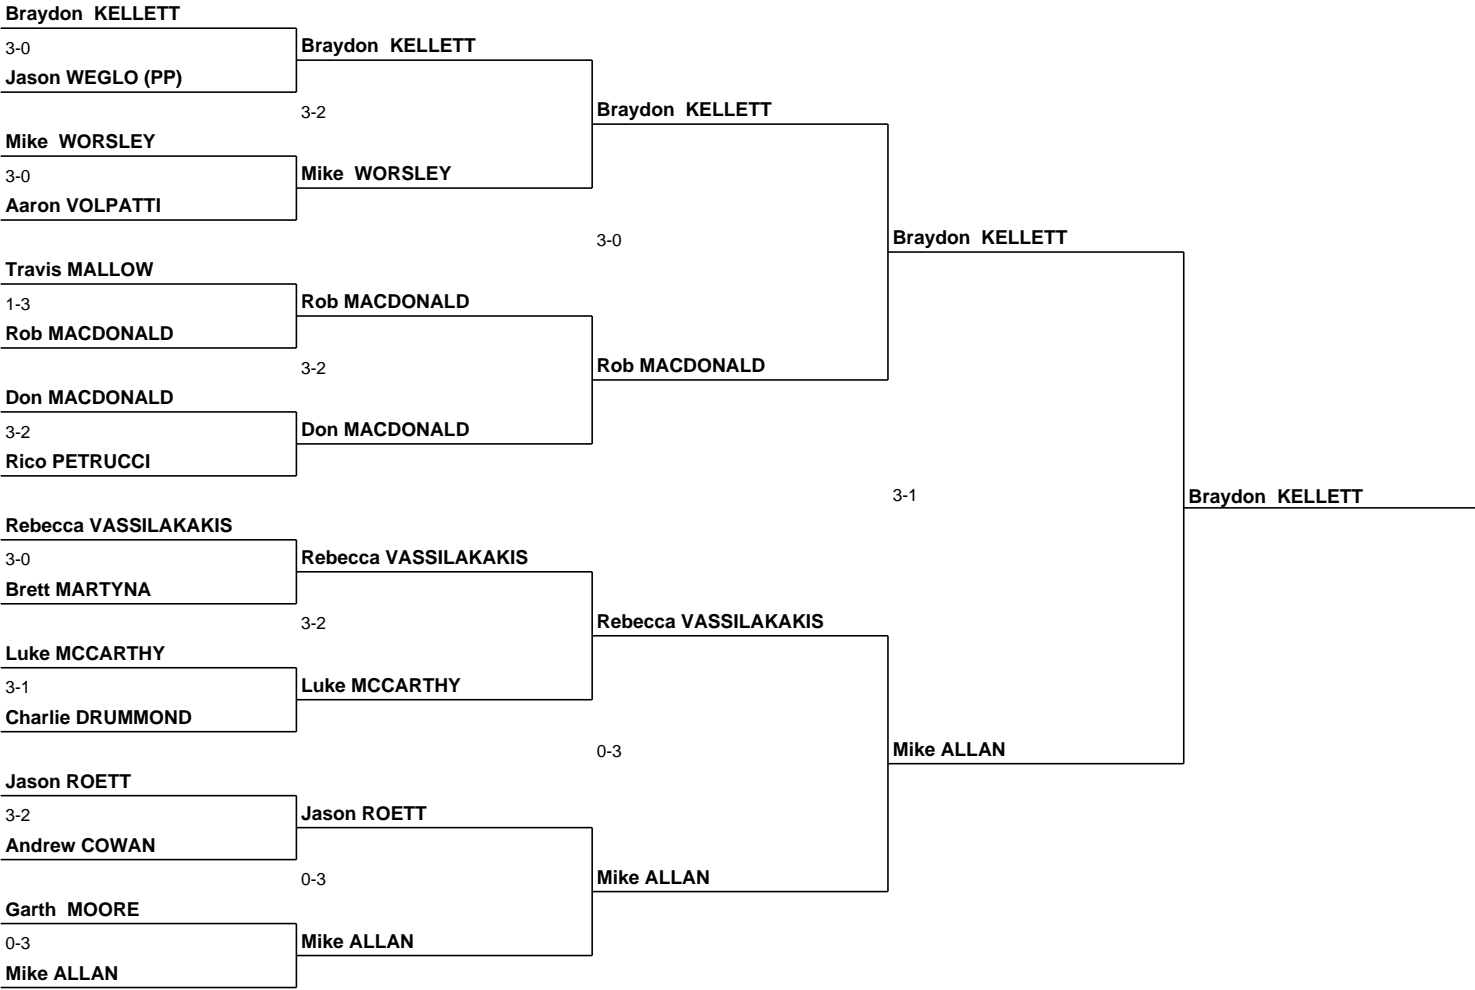 Braydon  KELLETT
3-0
Jason WEGLO (PP)
Mike  WORSLEY
3-0
Aaron VOLPATTI
Travis MALLOW
1-3
Rob MACDONALD
Don MACDONALD
3-2
Rico PETRUCCI
Rebecca VASSILAKAKIS
3-0
Brett MARTYNA
Luke MCCARTHY
3-1
Charlie DRUMMOND
Jason ROETT
3-2
Andrew COWAN
Garth  MOORE
0-3
Mike ALLAN
Braydon  KELLETT
3-2
Mike  WORSLEY
Rob MACDONALD
3-2
Don MACDONALD
Rebecca VASSILAKAKIS
3-2
Luke MCCARTHY
Jason ROETT
0-3
Mike ALLAN
Braydon  KELLETT
3-0
Rob MACDONALD
Rebecca VASSILAKAKIS
0-3
Mike ALLAN
Braydon  KELLETT
3-1
Mike ALLAN
Braydon  KELLETT